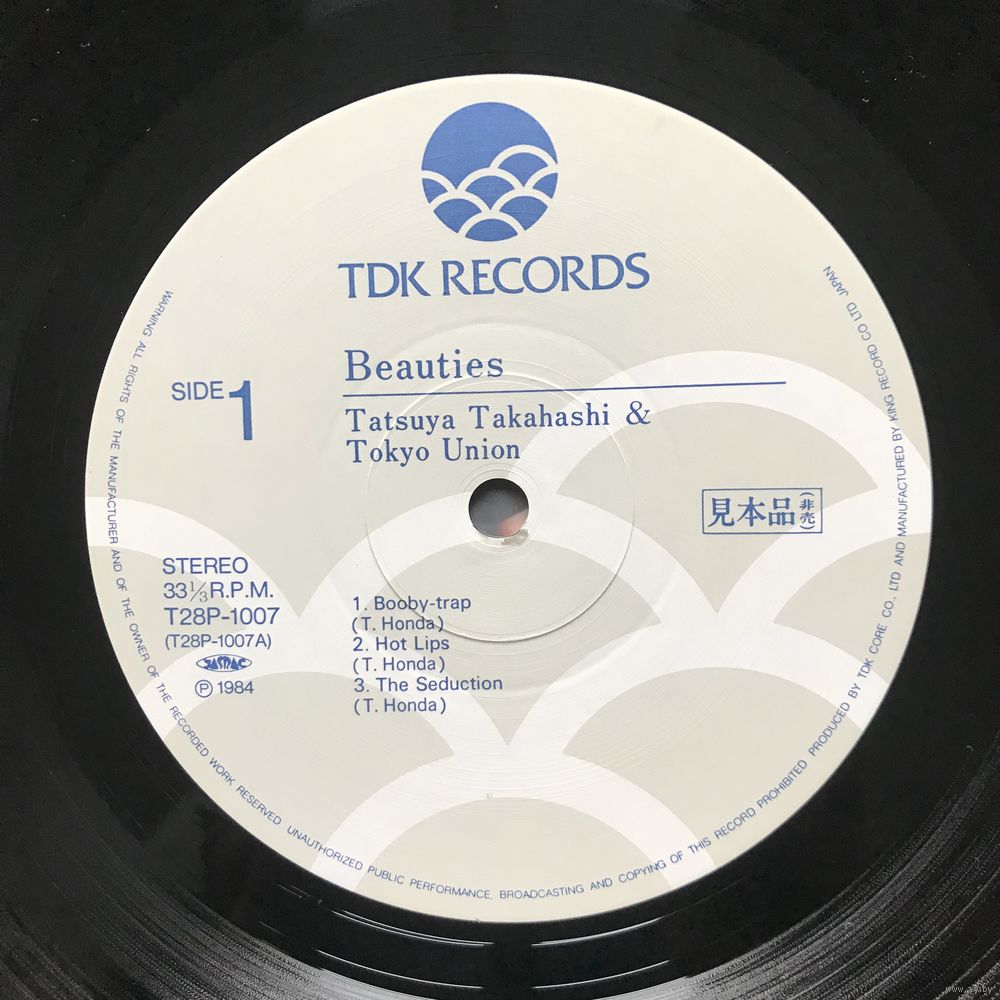 TDK RECORDS
Beauties
SIDE 1
Tatsuya Takahashi &
Tokyo Union
見本品(非売)
STEREO
33⅓R.P.M.
T28P-1007
(T28P-1007A)
JASRAC
Ⓟ 1984
1. Booby-trap
(T. Honda)
2. Hot Lips
(T. Honda)
3. The Seduction
(T. Honda)
WARNING ALL RIGHTS OF THE MANUFACTURER AND OF THE OWNER OF THE RECORDED WORK RESERVED UNAUTHORIZED PUBLIC PERFORMANCE, BROADCASTING AND COPYING OF THIS RECORD PROHIBITED PRODUCED BY TDK CORE CO., LTD AND MANUFACTURED BY KING RECORD CO LTD JAPAN